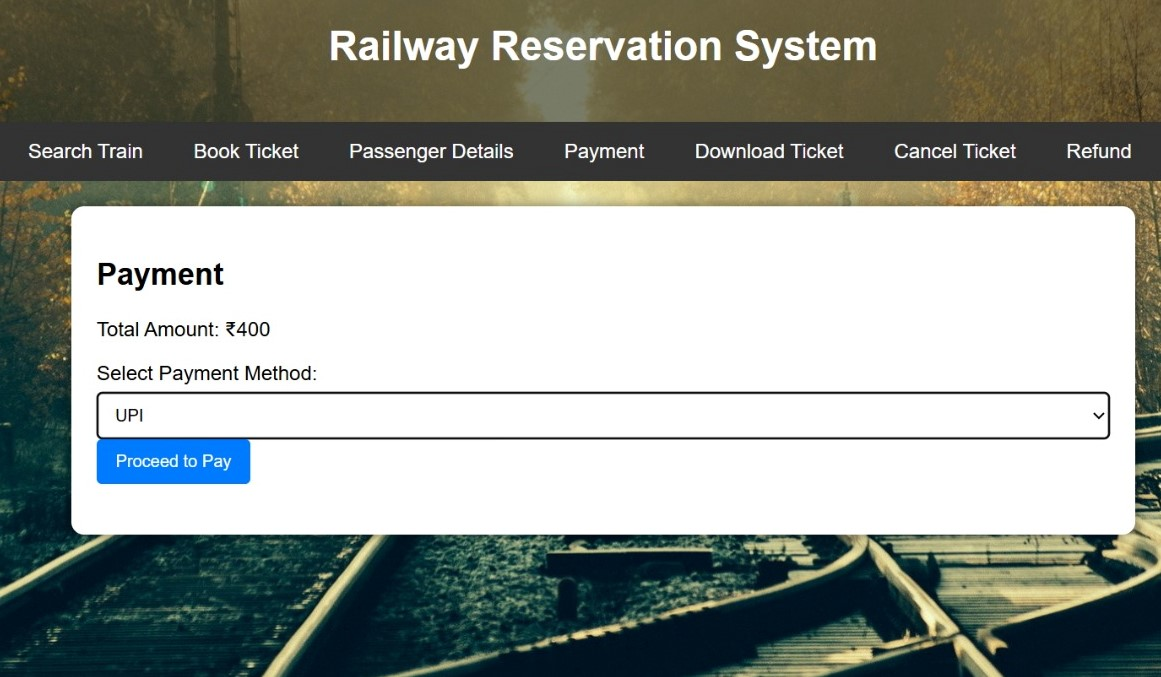 Railway Reservation System
Search Train Book Ticket Passenger Details Payment Download Ticket Cancel Ticket Refund
Payment
Total Amount: ₹400
Select Payment Method:
UPI
Proceed to Pay